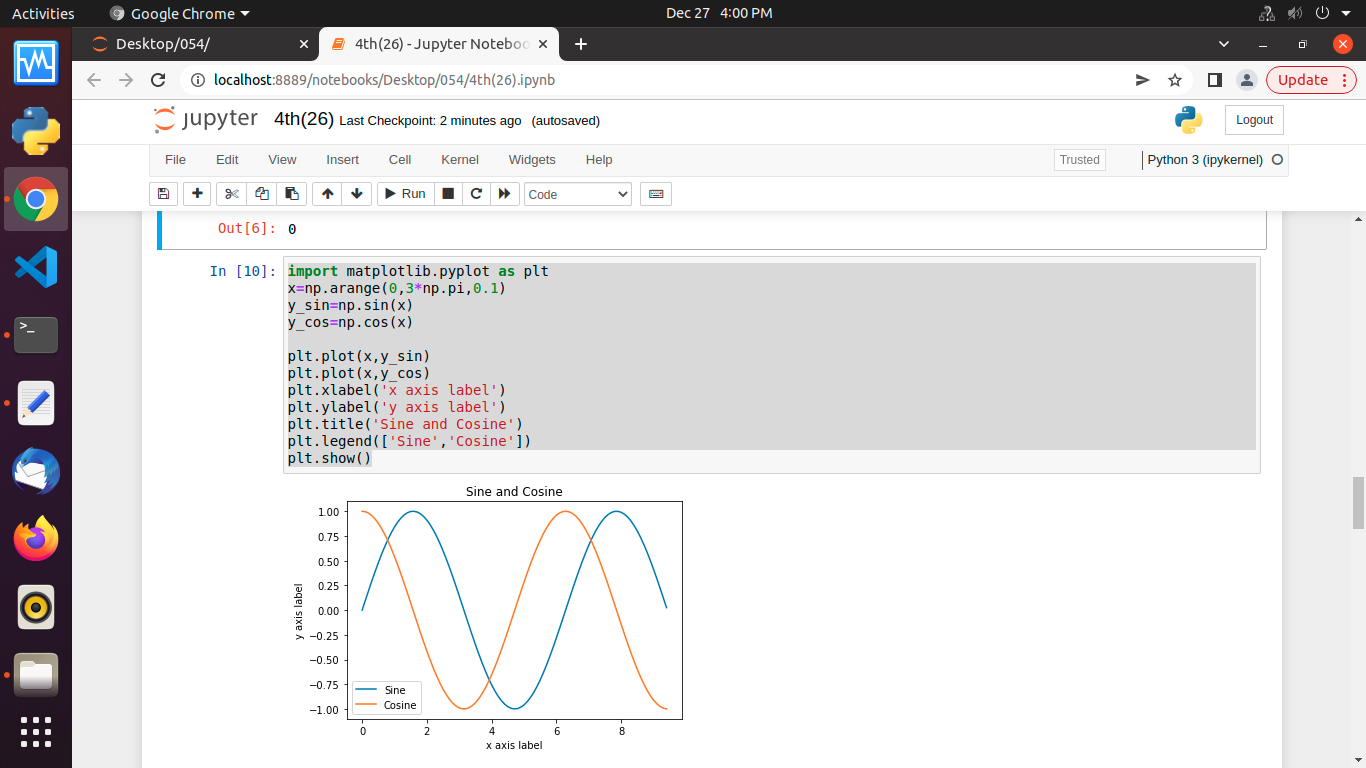 Activities
Google Chrome
Dec 27 4:00 PM
Desktop/054/
4th(26) - Jupyter Noteboo
localhost:8889/notebooks/Desktop/054/4th(26).ipynb
Update
jupyter
4th(26) Last Checkpoint: 2 minutes ago (autosaved)
Logout
File Edit View Insert Cell Kernel Widgets Help
Trusted
Python 3 (ipykernel)
Run
Code
Out[6]: 0
In [10]: import matplotlib.pyplot as plt
x=np.arange(0,3*np.pi,0.1)
y_sin=np.sin(x)
y_cos=np.cos(x)
plt.plot(x,y_sin)
plt.plot(x,y_cos)
plt.xlabel('x axis label')
plt.ylabel('y axis label')
plt.title('Sine and Cosine')
plt.legend(['Sine','Cosine'])
plt.show()
Sine and Cosine
1.00
0.75
0.50
0.25
0.00
−0.25
−0.50
−0.75
−1.00
y axis label
Sine
Cosine
0 2 4 6 8
x axis label